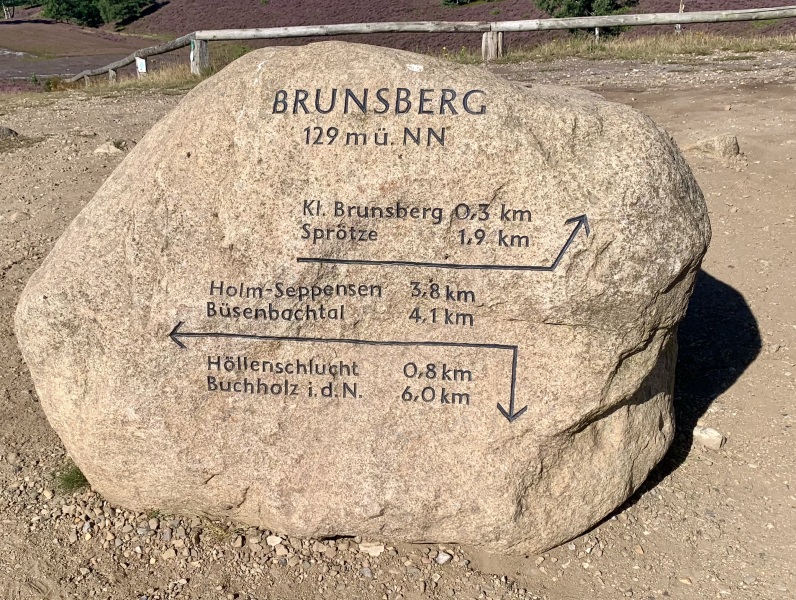 BRUNSBERG
129 m ü. NN
Kl. Brunsberg 0,3 km
Sprötze 1,9 km
Holm-Seppensen 3,8 km
Büsenbachtal 4,1 km
Höllenschlucht 0,8 km
Buchholz i.d.N. 6,0 km